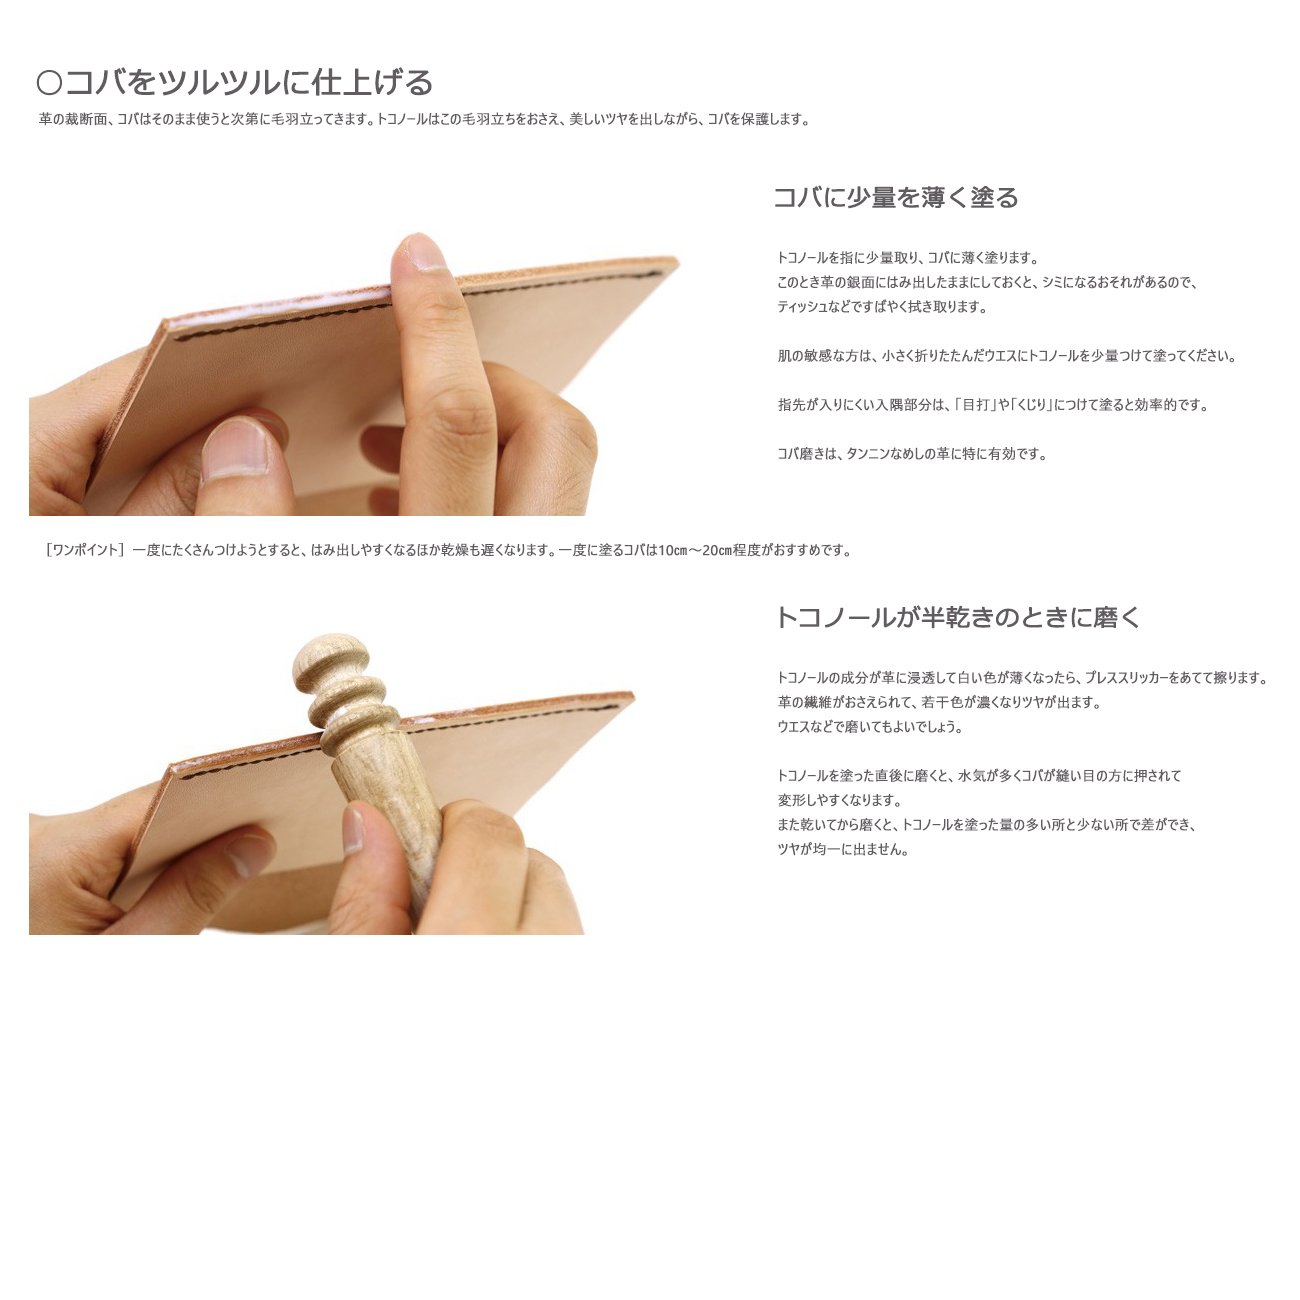 ○コバをツルツルに仕上げる
革の裁断面、コバはそのまま使うと次第に毛羽立ってきます。トコノールはこの毛羽立ちをおさえ、美しいツヤを出しながら、コバを保護します。
コバに少量を薄く塗る
トコノールを指に少量取り、コバに薄く塗ります。
このとき革の銀面にはみ出したままにしておくと、シミになるおそれがあるので、
ティッシュなどですばやく拭き取ります。
肌の敏感な方は、小さく折りたたんだウエスにトコノールを少量つけて塗ってください。
指先が入りにくい入隅部分は、「目打」や「くじり」につけて塗ると効率的です。
コバ磨きは、タンニンなめしの革に特に有効です。
［ワンポイント］一度にたくさんつけようとすると、はみ出しやすくなるほか乾燥も遅くなります。一度に塗るコバは10㎝～20㎝程度がおすすめです。
トコノールが半乾きのときに磨く
トコノールの成分が革に浸透して白い色が薄くなったら、プレススリッカーをあてて擦ります。
革の繊維がおさえられて、若干色が濃くなりツヤが出ます。
ウエスなどで磨いてもよいでしょう。
トコノールを塗った直後に磨くと、水気が多くコバが縫い目の方に押されて
変形しやすくなります。
また乾いてから磨くと、トコノールを塗った量の多い所と少ない所で差ができ、
ツヤが均一に出ません。